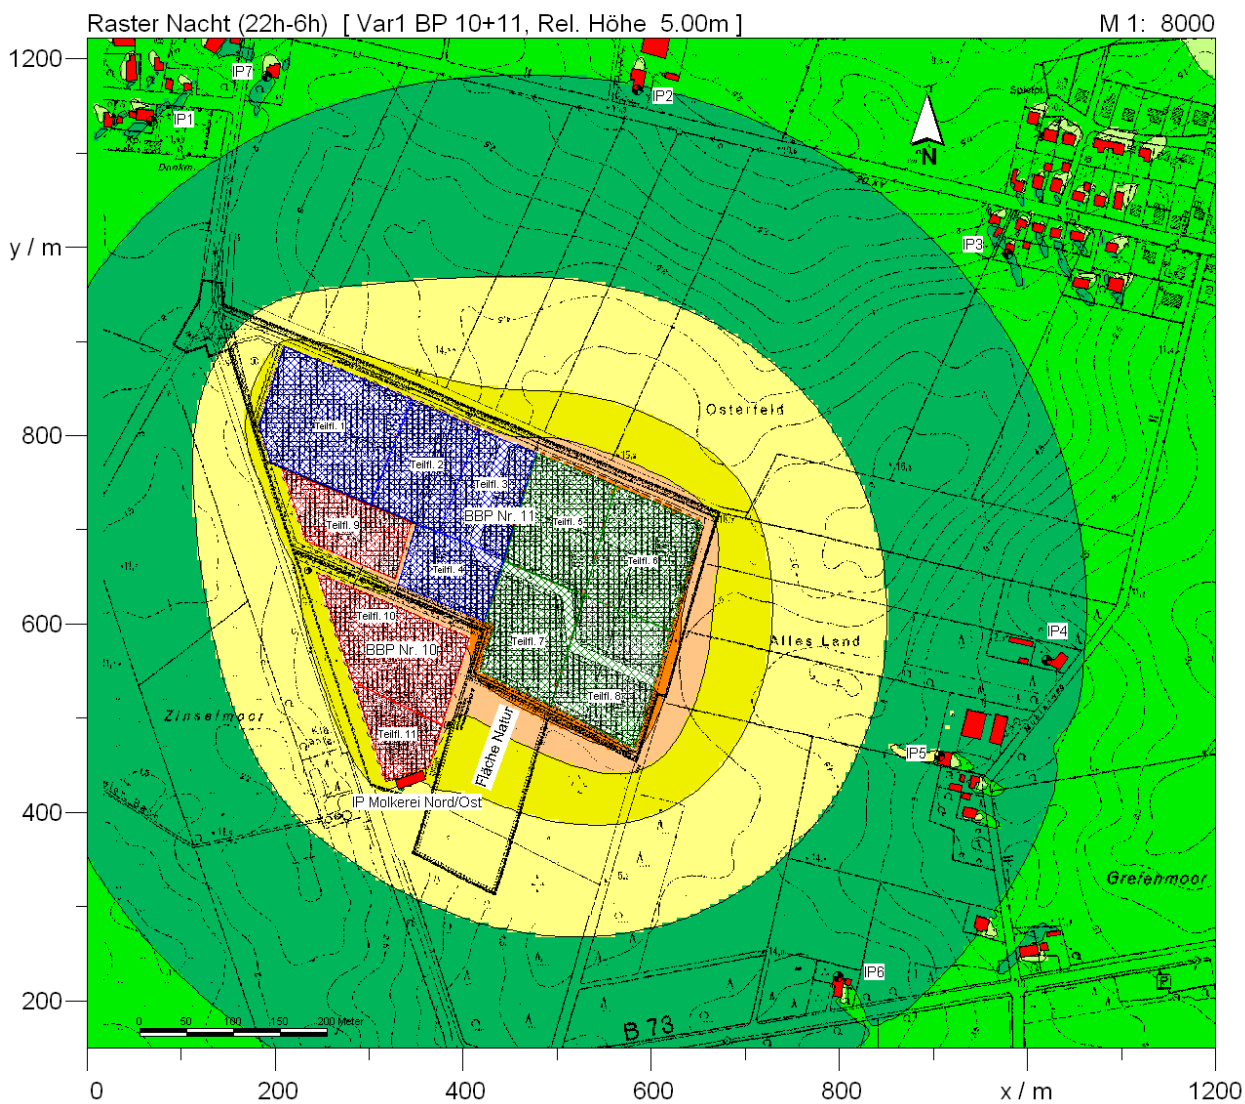 Raster Nacht (22h-6h) [ Var1 BP 10+11, Rel. Höhe 5.00m ]
M 1: 8000
1200
IP7
IP2
IP1
Spielpl.
Denkm.
N
y / m
IP3
Osterfeld
800
Teilfl. 1
Teilfl. 2
Teilfl. 3
BBP Nr. 11
Teilfl. 5
Teilfl. 9
Teilfl. 4
Teilfl. 6
600
Teilfl. 10
BBP Nr. 10
Teilfl. 7
Alles Land
IP4
Teilfl. 8
Zinselmoor
Teilfl. 11
Fläche Natur
IP5
IP Molkerei Nord/Ost
400
Grefenmoor
IP6
200
0 50 100 150 200 Meter
B 73
P
0 200 400 600 800 x / m 1200